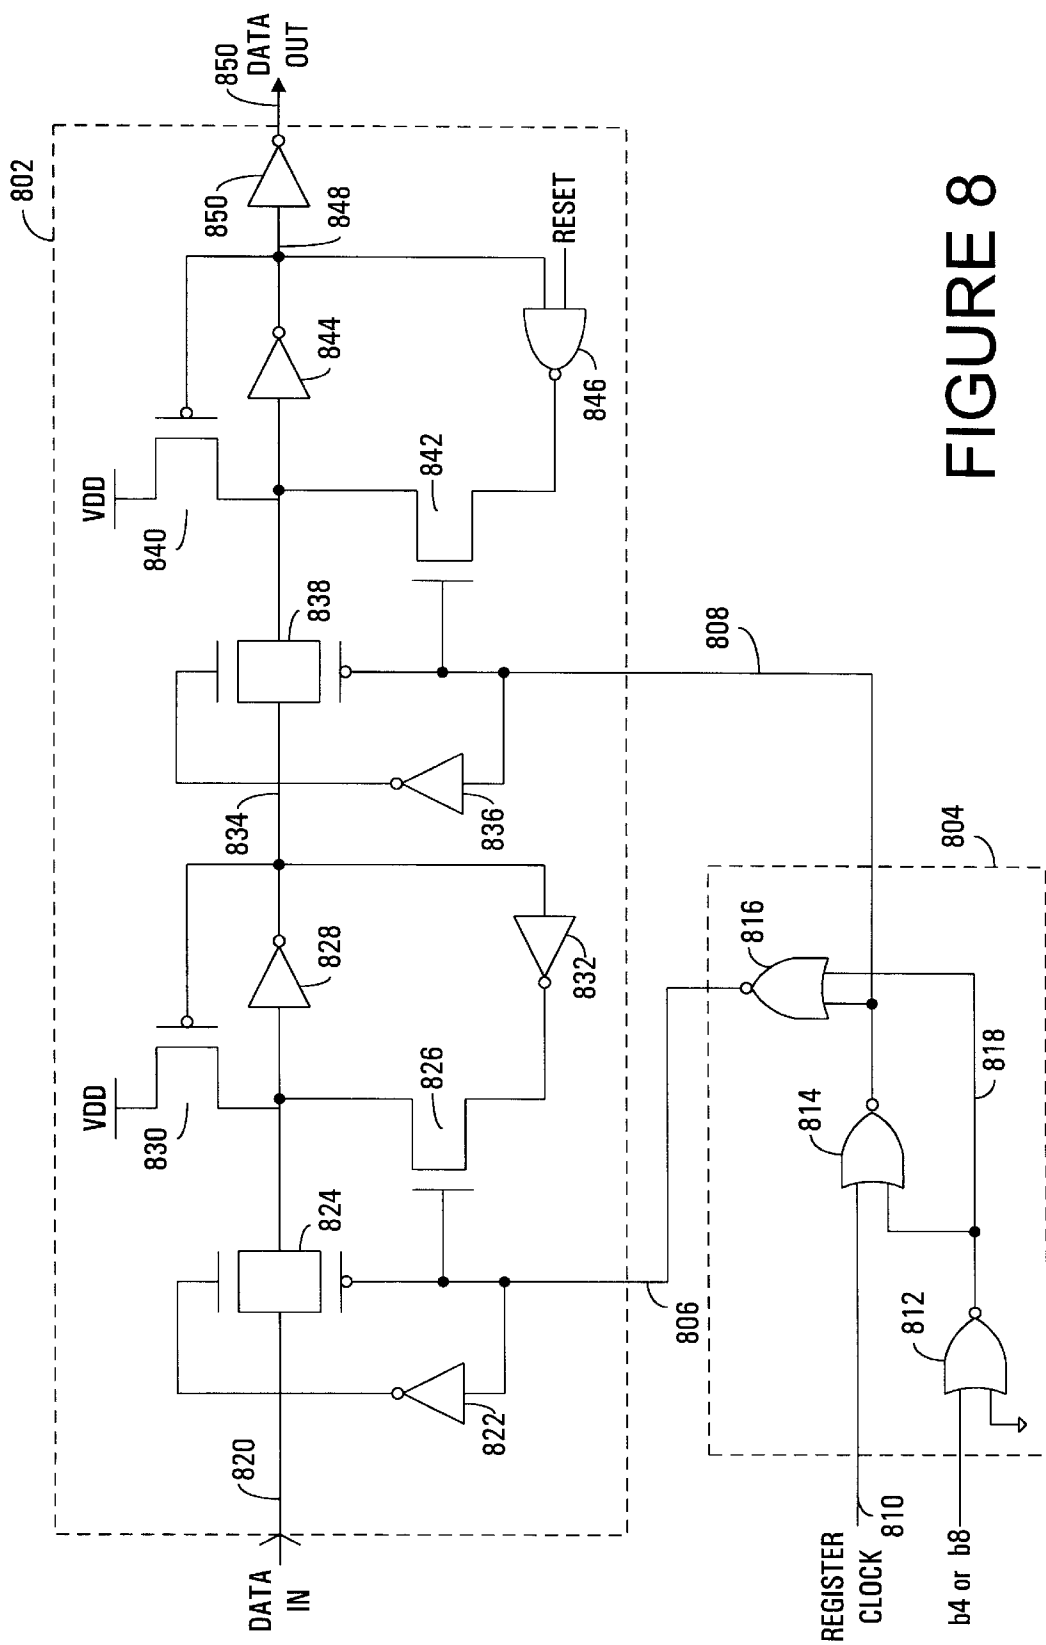 802
850
DATA
OUT
850
848
VDD
840
844
RESET
846
842
838
834
836
808
VDD
830
828
832
826
824
820
822
806
804
816
818
814
812
DATA
IN
REGISTER
CLOCK
810
b4 or b8
FIGURE 8